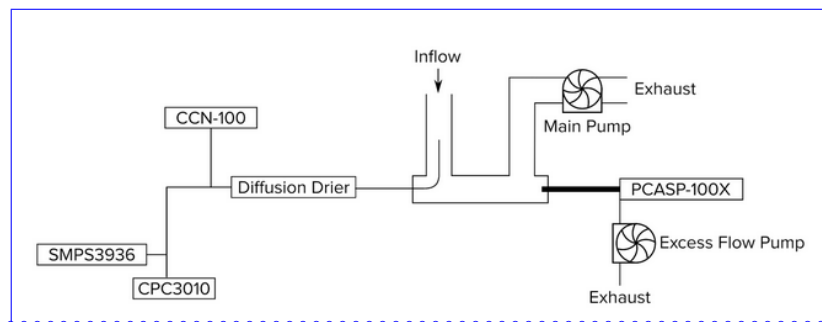 Inflow
Exhaust
Main Pump
CCN-100
Diffusion Drier
PCASP-100X
SMPS3936
Excess Flow Pump
CPC3010
Exhaust